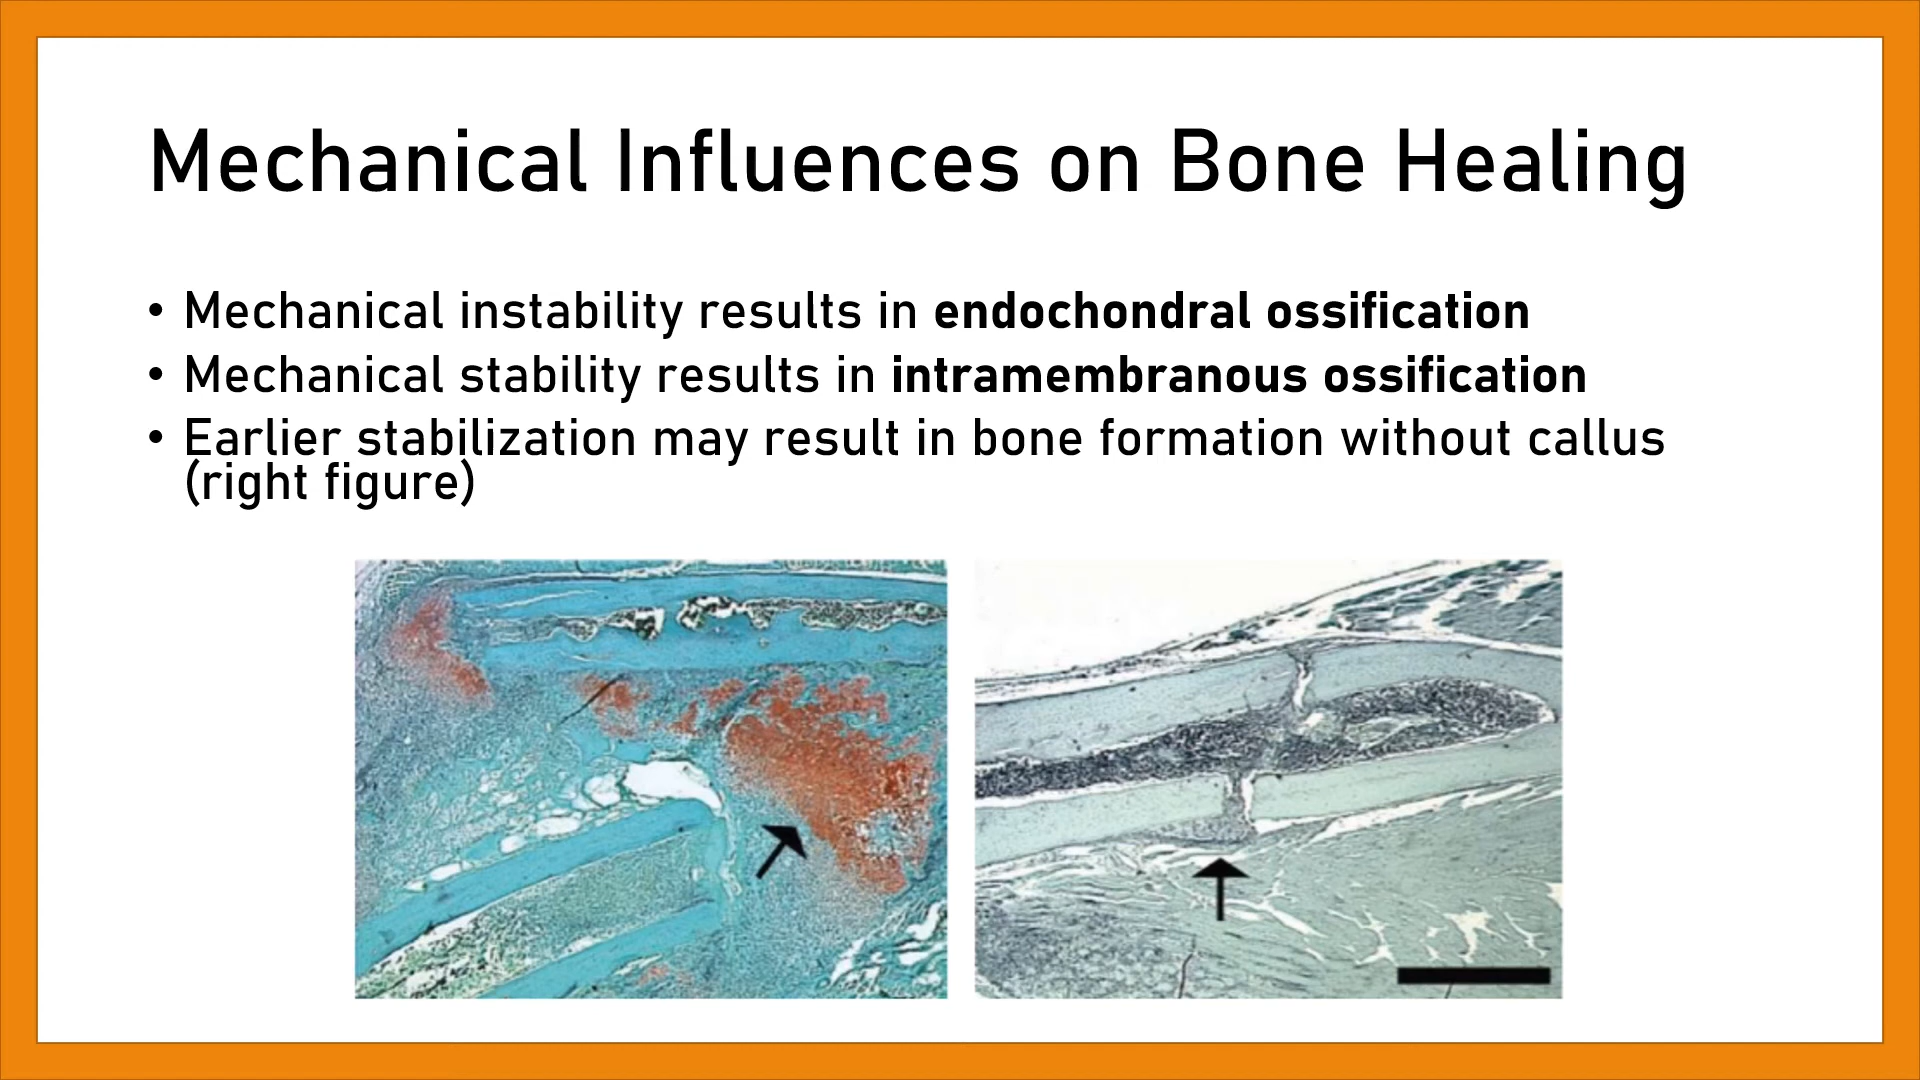 Mechanical Influences on Bone Healing
• Mechanical instability results in endochondral ossification
• Mechanical stability results in intramembranous ossification
• Earlier stabilization may result in bone formation without callus
(right figure)